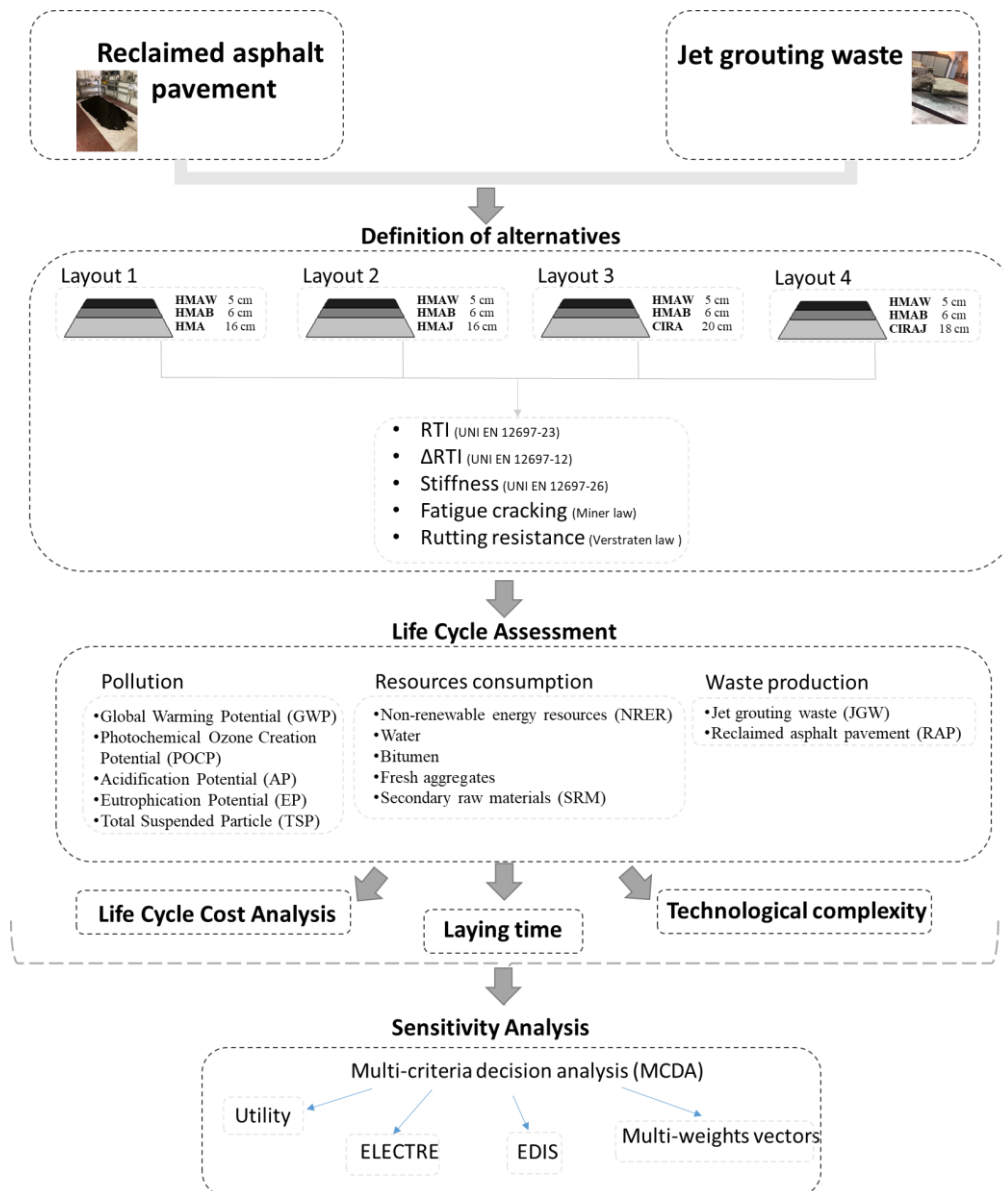 Reclaimed asphalt
pavement
Jet grouting waste
Definition of alternatives
Layout 1
HMAW 5 cm
HMAB 6 cm
HMA 16 cm
Layout 2
HMAW 5 cm
HMAB 6 cm
HMAJ 16 cm
Layout 3
HMAW 5 cm
HMAB 6 cm
CIRA 20 cm
Layout 4
HMAW 5 cm
HMAB 6 cm
CIRAJ 18 cm
• RTI (UNI EN 12697-23)
• ΔRTI (UNI EN 12697-12)
• Stiffness (UNI EN 12697-26)
• Fatigue cracking (Miner law)
• Rutting resistance (Verstraten law )
Life Cycle Assessment
Pollution
•Global Warming Potential (GWP)
•Photochemical Ozone Creation
Potential (POCP)
•Acidification Potential (AP)
•Eutrophication Potential (EP)
•Total Suspended Particle (TSP)
Resources consumption
•Non-renewable energy resources (NRER)
•Water
•Bitumen
•Fresh aggregates
•Secondary raw materials (SRM)
Waste production
•Jet grouting waste (JGW)
•Reclaimed asphalt pavement (RAP)
Life Cycle Cost Analysis
Laying time
Technological complexity
Sensitivity Analysis
Multi-criteria decision analysis (MCDA)
Utility
ELECTRE
EDIS
Multi-weights vectors